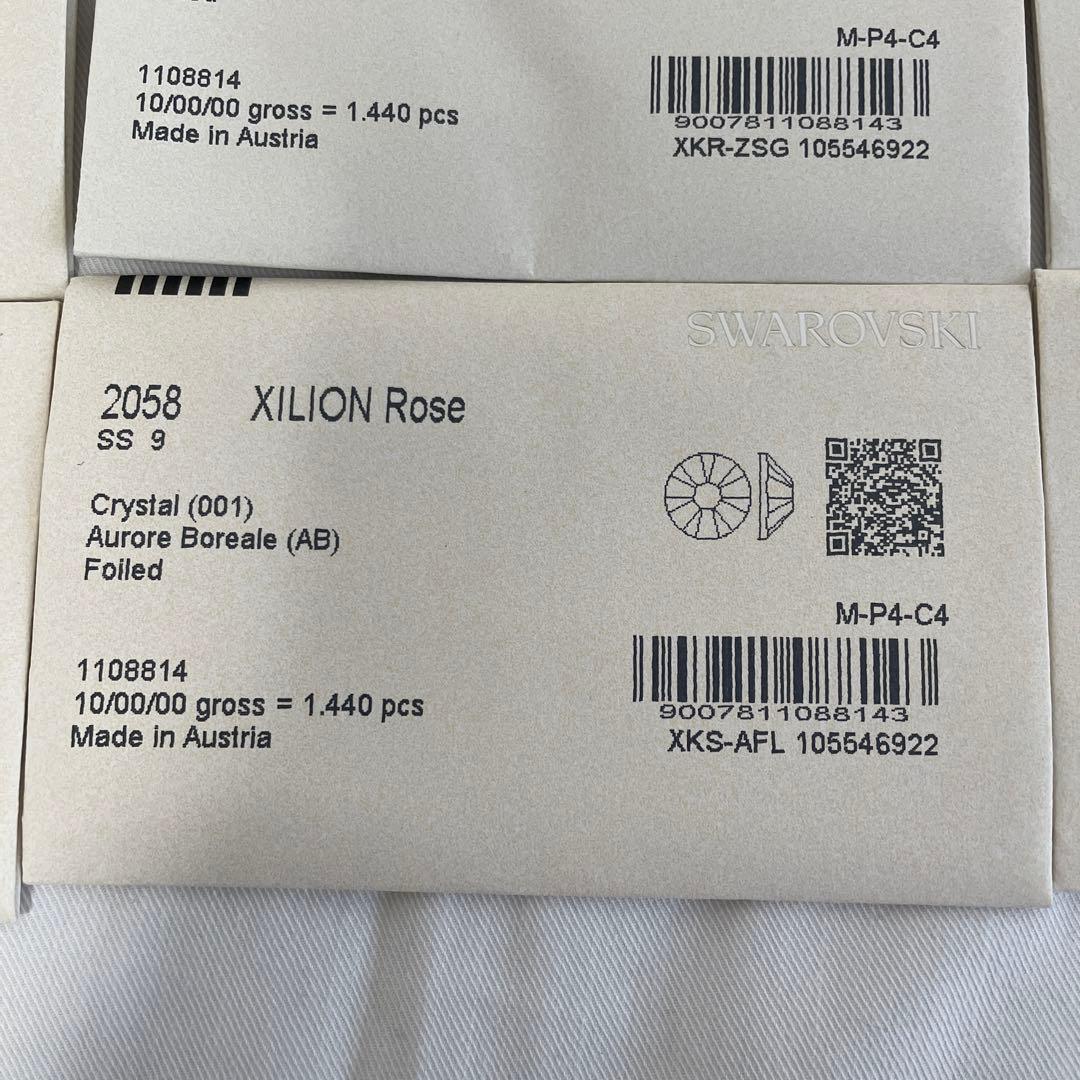 M-P4-C4
1108814
10/00/00 gross = 1.440 pcs
Made in Austria
9007811088143
XKR-ZSG 105546922
SWAROVSKI
2058 XILION Rose
SS 9
Crystal (001)
Aurore Boreale (AB)
Foiled
M-P4-C4
1108814
10/00/00 gross = 1.440 pcs
Made in Austria
9007811088143
XKS-AFL 105546922